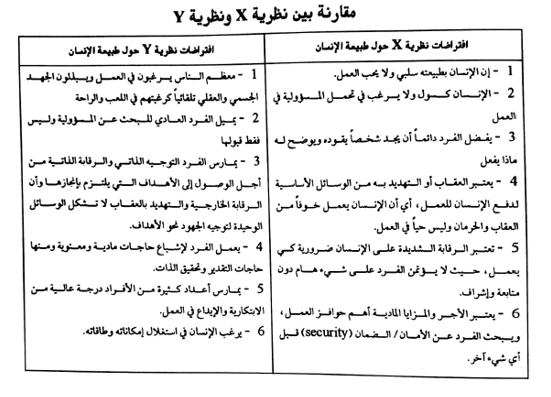 مقارنة بين نظرية X ونظرية Y
افتراضات نظرية X حول طبيعة الإنسان
1 - إن الإنسان بطبيعته سلبي ولا يحب العمل.
2 - الإنسان كسول ولا يرغب في تحمل المسؤولية في
العمل
3 - يفضل الفرد دائماً أن يجد شخصاً يقوده ويوضح له
ماذا يفعل
4 - يعتبر العقاب أو التهديد به من الوسائل الأساسية
لدفع الإنسان للعمل، أي أن الإنسان يعمل خوفاً من
العقاب والحرمان وليس حباً في العمل.
5 - تعتبر الرقابة الشديدة على الإنسان ضرورية كي
يعمل، حيث لا يؤتمن الفرد على شيء هام دون
متابعة وإشراف.
6 - يعتبر الأجر والمزايا المادية أهم حوافز العمل،
ويبحث الفرد عن الأمان/ الضمان (security) قبل
أي شيء آخر.
افتراضات نظرية Y حول طبيعة الإنسان
1 - معظم الناس يرغبون في العمل ويبذلون الجهد
الجسمي والعقلي تلقائياً كرغبتهم في اللعب والراحة
2 - يميل الفرد العادي للبحث عن المسؤولية وليس
فقط قبولها
3 - يمارس الفرد التوجيه الذاتي والرقابة الذاتية من
أجل الوصول إلى الأهداف التي يلتزم بإنجازها وأن
الرقابة الخارجية والتهديد بالعقاب لا تشكل الوسائل
الوحيدة لتوجيه الجهود نحو الأهداف.
4 - يعمل الفرد لإشباع حاجات مادية ومعنوية ومنها
حاجات التقدير وتحقيق الذات.
5 - يمارس أعداد كثيرة من الأفراد درجة عالية من
الابتكارية والإبداع في العمل.
6 - يرغب الإنسان في استغلال إمكاناته وطاقاته.